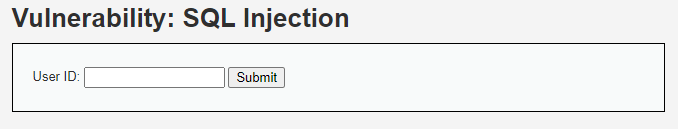 Vulnerability: SQL Injection
User ID: Submit